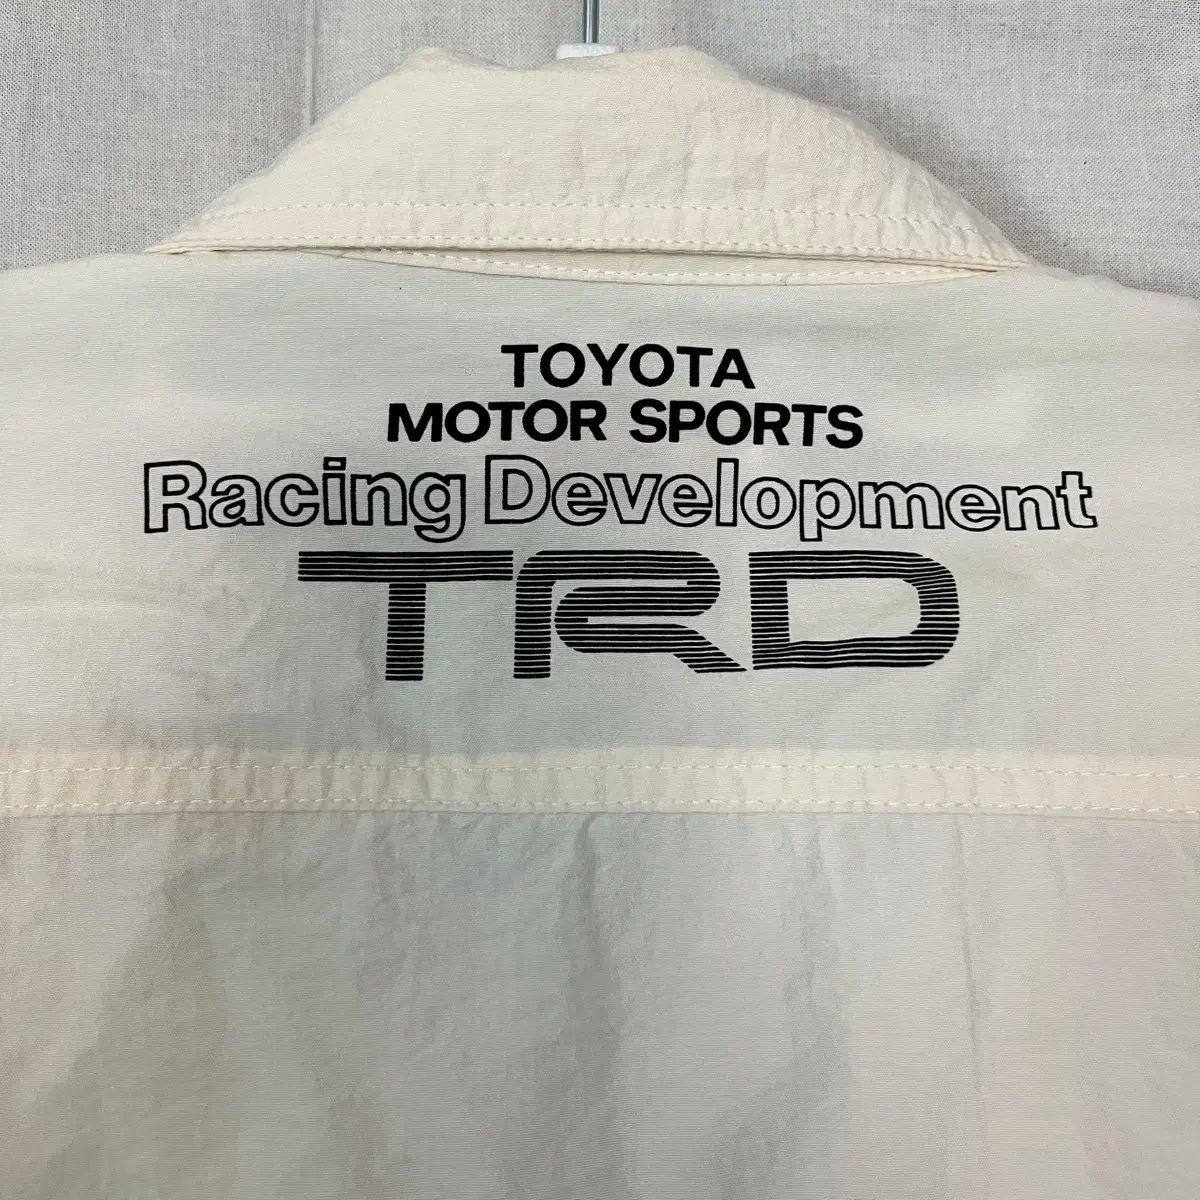 TOYOTA
MOTOR SPORTS
Racing Development
TRD